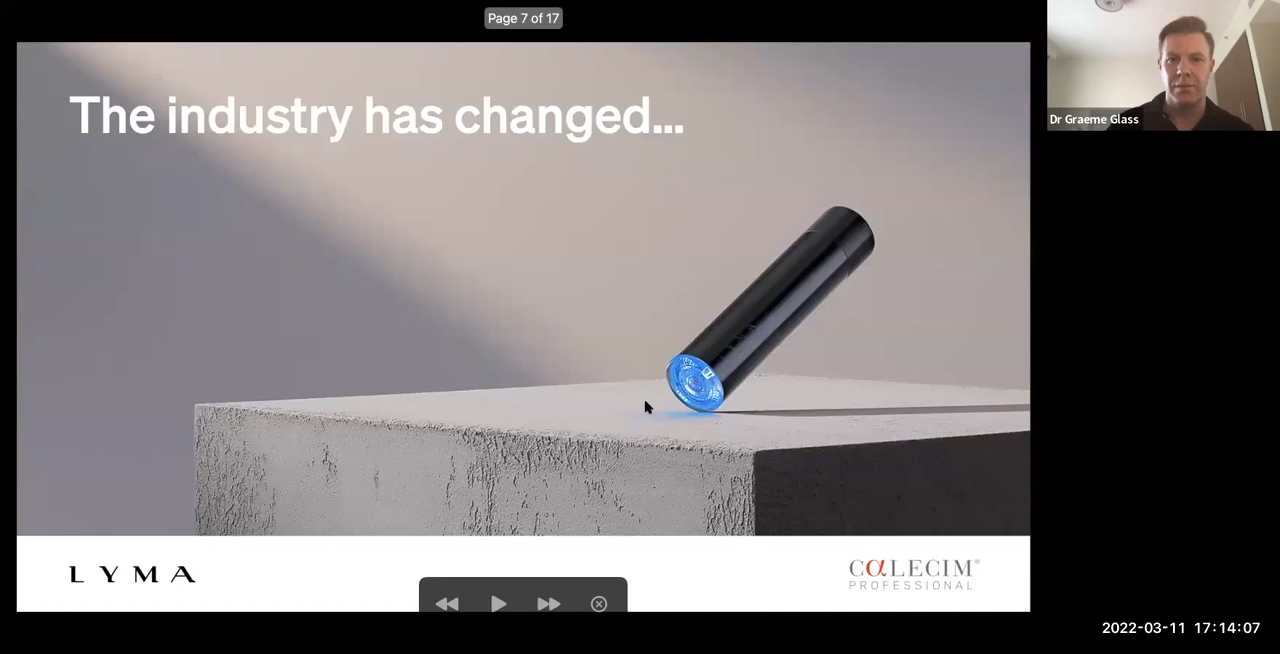 Page 7 of 17
The industry has changed...
Dr Graeme Glass
LYMA
CαLECIM®
PROFESSIONAL
2022-03-11 17:14:07